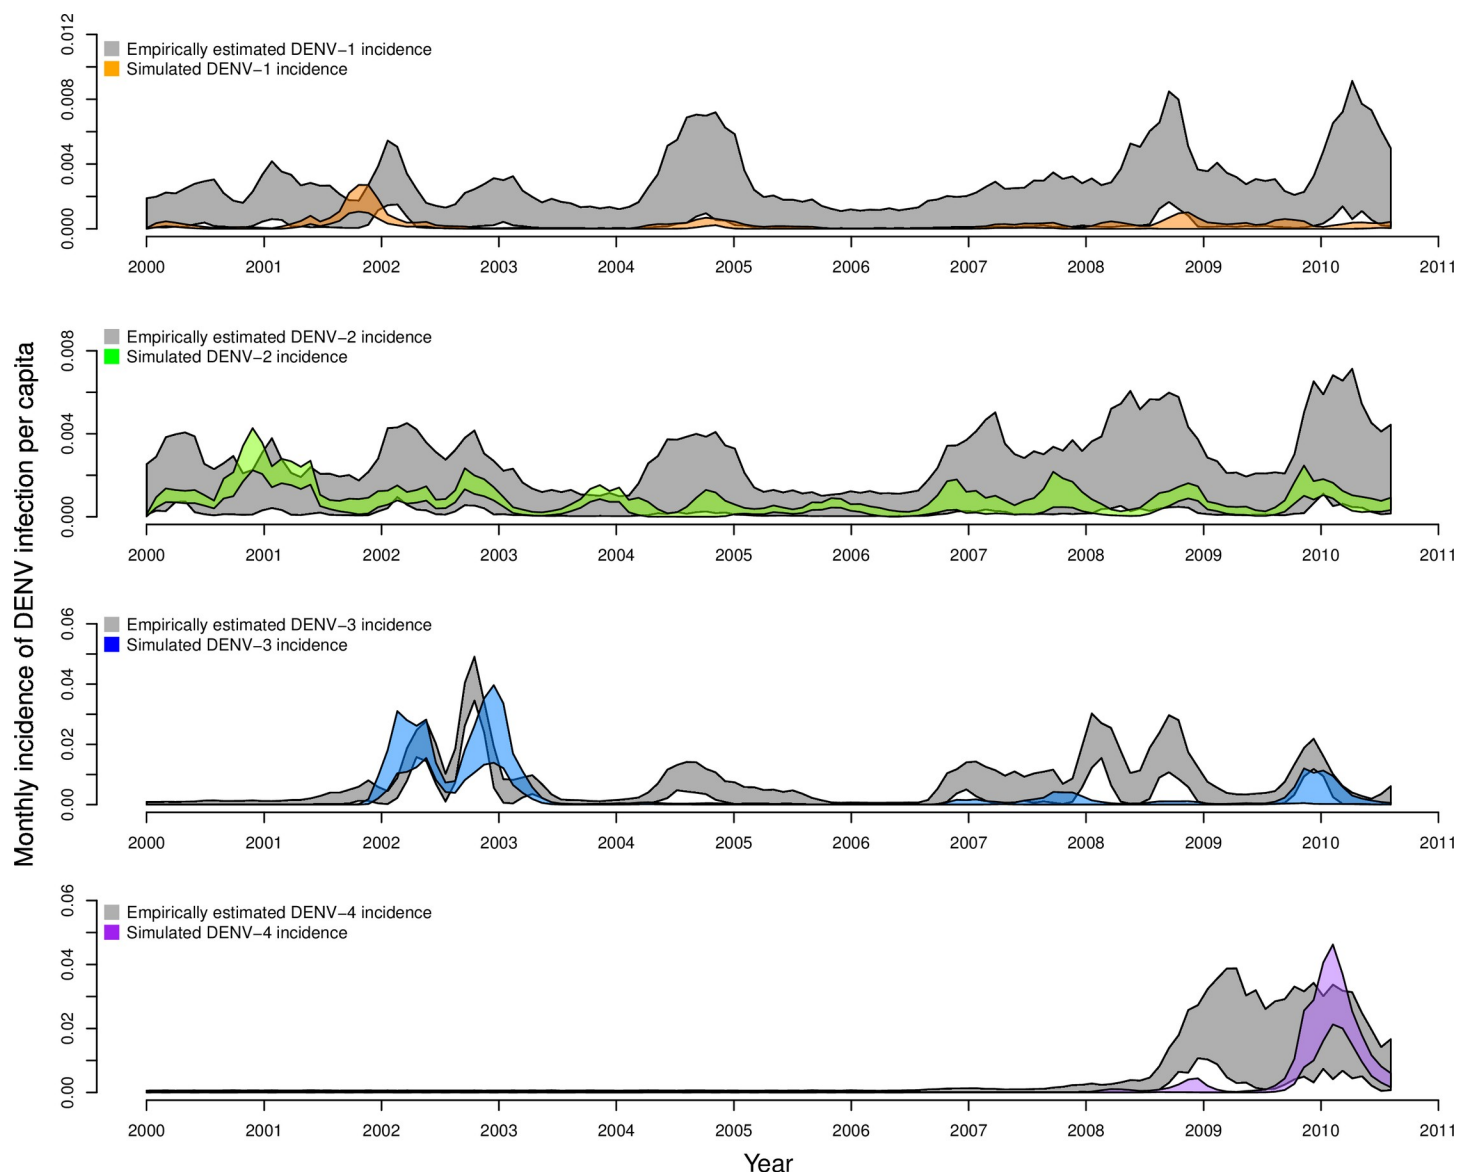 Monthly incidence of DENV infection per capita
0.012
0.008
0.004
0.000
Empirically estimated DENV−1 incidence
Simulated DENV−1 incidence
2000 2001 2002 2003 2004 2005 2006 2007 2008 2009 2010 2011
0.008
0.004
0.000
Empirically estimated DENV−2 incidence
Simulated DENV−2 incidence
2000 2001 2002 2003 2004 2005 2006 2007 2008 2009 2010 2011
0.06
0.04
0.02
0.00
Empirically estimated DENV−3 incidence
Simulated DENV−3 incidence
2000 2001 2002 2003 2004 2005 2006 2007 2008 2009 2010 2011
0.06
0.04
0.02
0.00
Empirically estimated DENV−4 incidence
Simulated DENV−4 incidence
2000 2001 2002 2003 2004 2005 2006 2007 2008 2009 2010 2011
Year